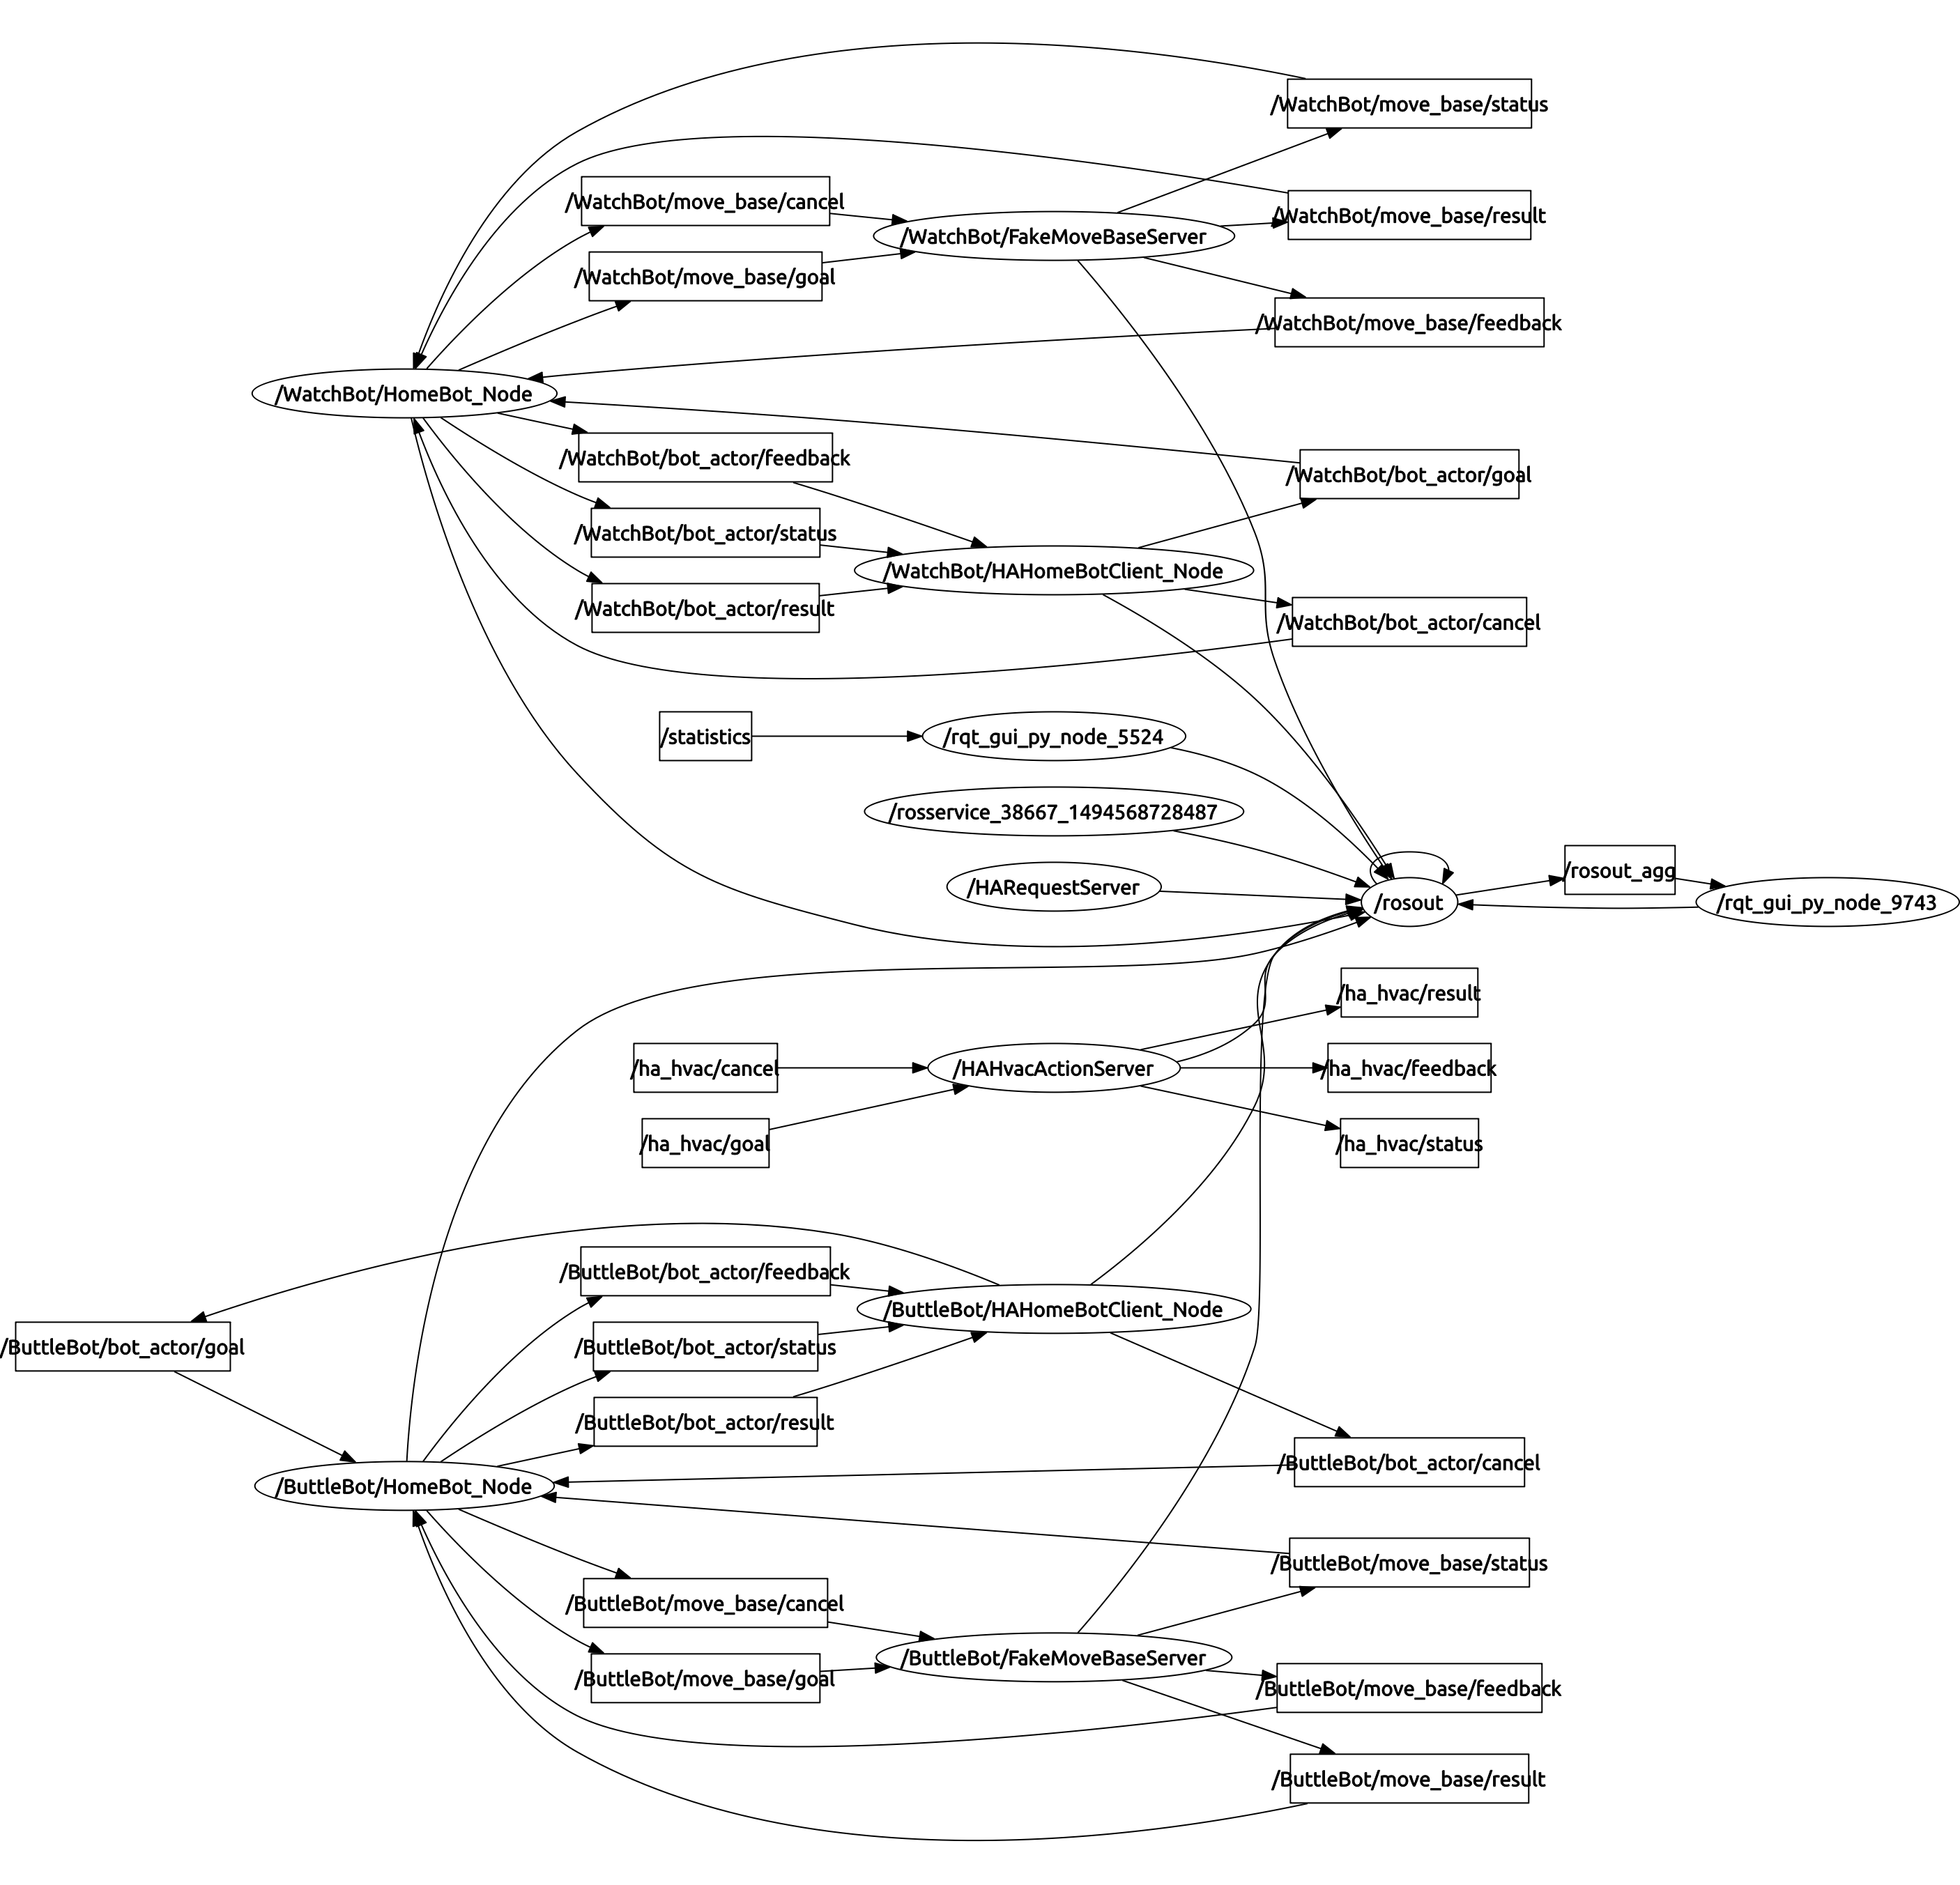 /WatchBot/move_base/status
/WatchBot/move_base/cancel
/WatchBot/move_base/result
/WatchBot/FakeMoveBaseServer
/WatchBot/move_base/goal
/WatchBot/move_base/feedback
/WatchBot/HomeBot_Node
/WatchBot/bot_actor/feedback
/WatchBot/bot_actor/goal
/WatchBot/bot_actor/status
/WatchBot/HAHomeBotClient_Node
/WatchBot/bot_actor/result
/WatchBot/bot_actor/cancel
/statistics
/rqt_gui_py_node_5524
/rosservice_38667_1494568728487
/HARequestServer
/rosout_agg
/rosout
/rqt_gui_py_node_9743
/ha_hvac/result
/ha_hvac/cancel
/HAHvacActionServer
/ha_hvac/feedback
/ha_hvac/goal
/ha_hvac/status
/ButtleBot/bot_actor/feedback
/ButtleBot/HAHomeBotClient_Node
/ButtleBot/bot_actor/goal
/ButtleBot/bot_actor/status
/ButtleBot/bot_actor/result
/ButtleBot/bot_actor/cancel
/ButtleBot/HomeBot_Node
/ButtleBot/move_base/status
/ButtleBot/move_base/cancel
/ButtleBot/FakeMoveBaseServer
/ButtleBot/move_base/goal
/ButtleBot/move_base/feedback
/ButtleBot/move_base/result